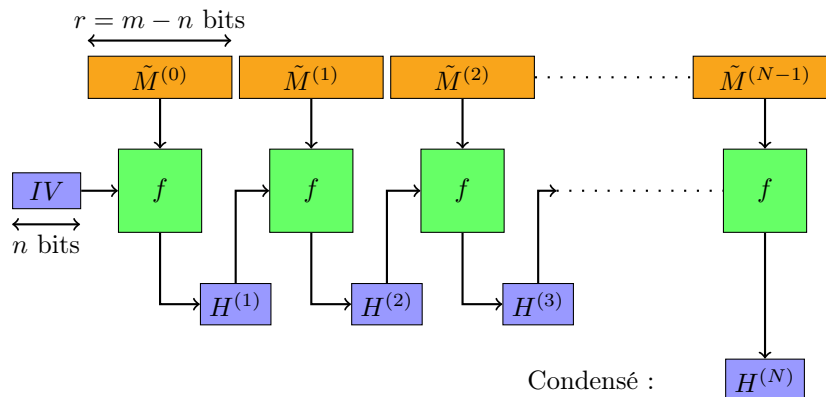 r = m − n bits
M̃^(0) M̃^(1) M̃^(2) M̃^(N−1)
IV f f f f
n bits
H^(1) H^(2) H^(3)
Condensé : H^(N)